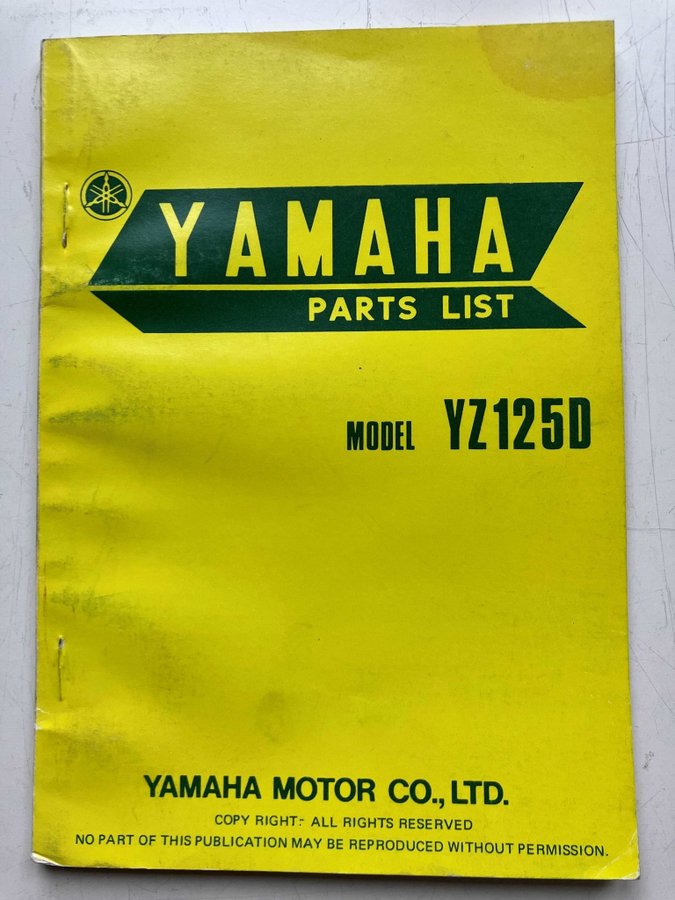 YAMAHA
PARTS LIST
MODEL YZ125D
YAMAHA MOTOR CO., LTD.
COPY RIGHT:- ALL RIGHTS RESERVED
NO PART OF THIS PUBLICATION MAY BE REPRODUCED WITHOUT PERMISSION.